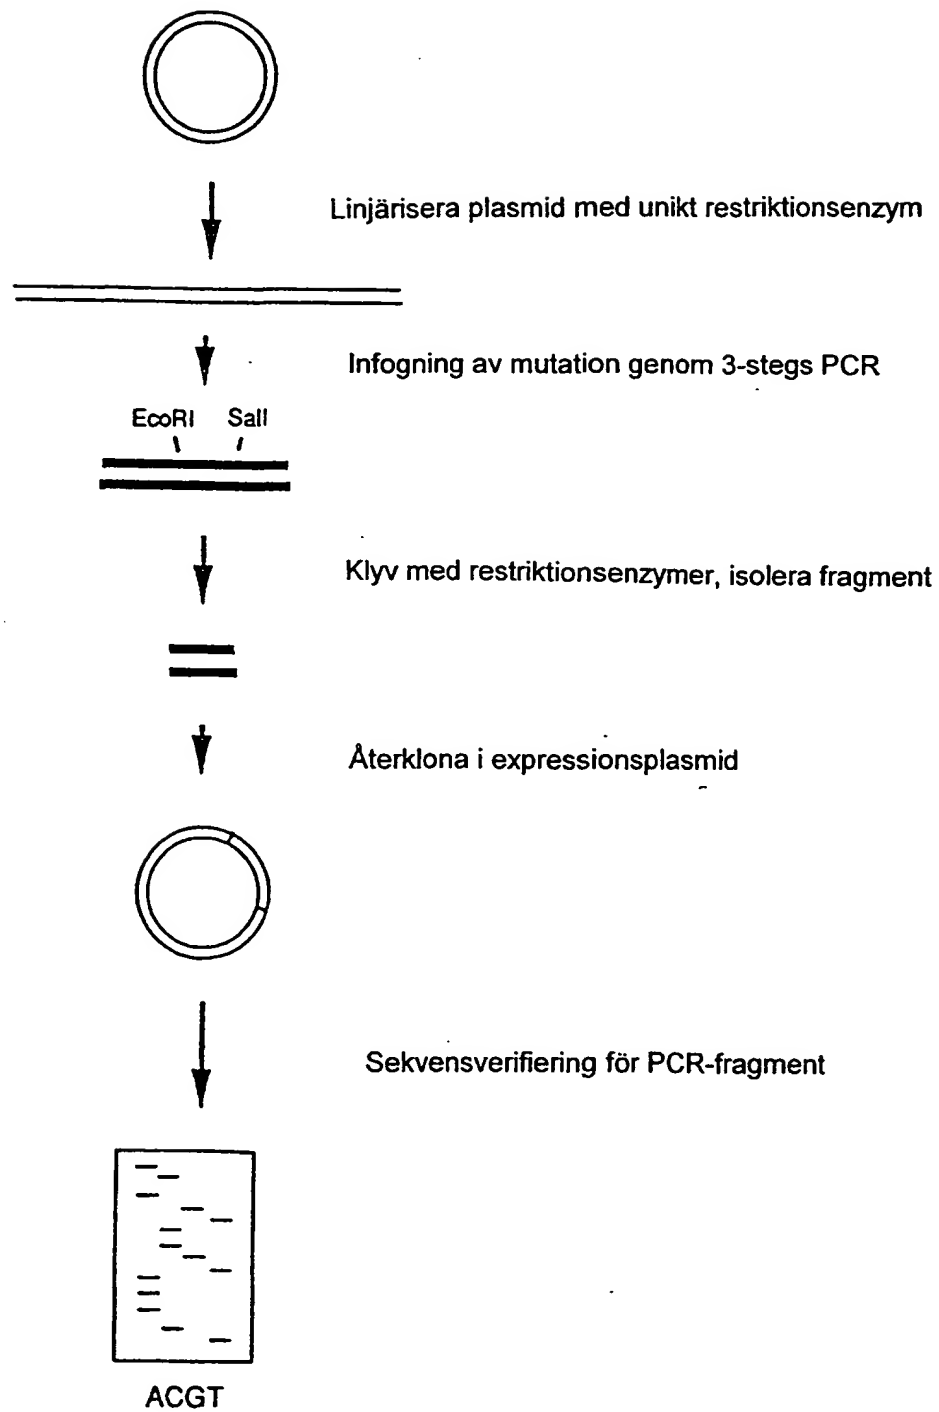 Linjärisera plasmid med unikt restriktionsenzym
Infogning av mutation genom 3-stegs PCR
EcoRI SalI
Klyv med restriktionsenzymer, isolera fragment
Återklona i expressionsplasmid
Sekvensverifiering för PCR-fragment
ACGT